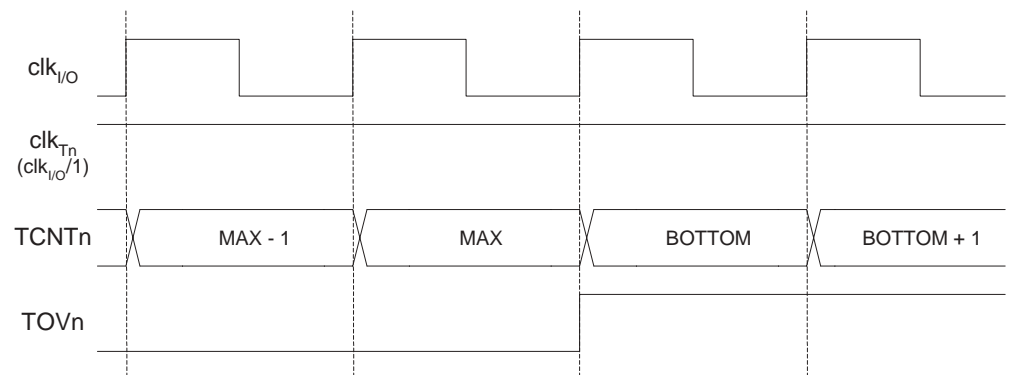 clkI/O
clkTn
(clkI/O/1)
TCNTn
MAX - 1
MAX
BOTTOM
BOTTOM + 1
TOVn